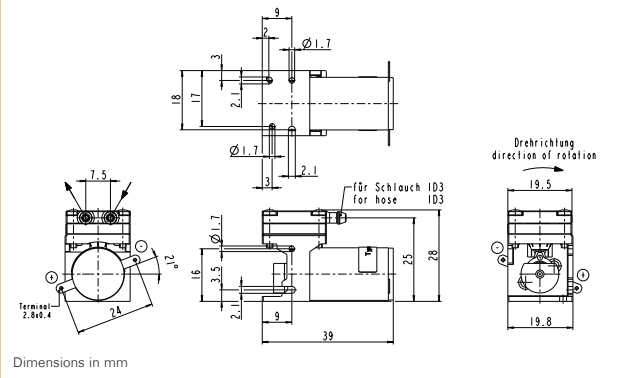 9
2
Ø1.7
3
18
17
2.1
Ø1.7
2.1
3
Drehrichtung
direction of rotation
7.5
für Schlauch ID3
for hose ID3
19.5
Ø1.7
-
21°
+
Terminal
2.8x0.4
24
16
3.5
2.1
9
39
Typ
25
28
-
+
19.8
Dimensions in mm